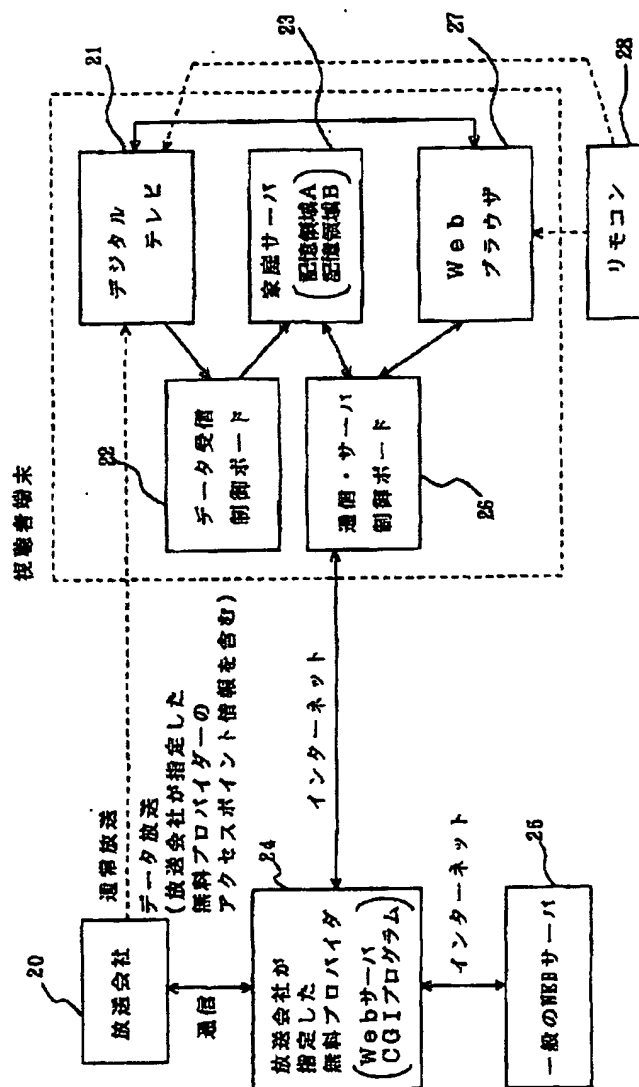 視聴者端末
20
放送会社
通常放送
データ放送
(放送会社が指定した
無料プロバイダーの
アクセスポイント情報を含む)
21
デジタル
テレビ
22
データ受信
制御ボード
23
家庭サーバ
(記憶領域A
記憶領域B)
通信
24
放送会社が
指定した
無料プロバイダ
(Webサーバ
CGIプログラム)
インターネット
通信・サーバ
制御ボード
26
27
Web
ブラウザ
インターネット
25
一般のWEBサーバ
28
リモコン